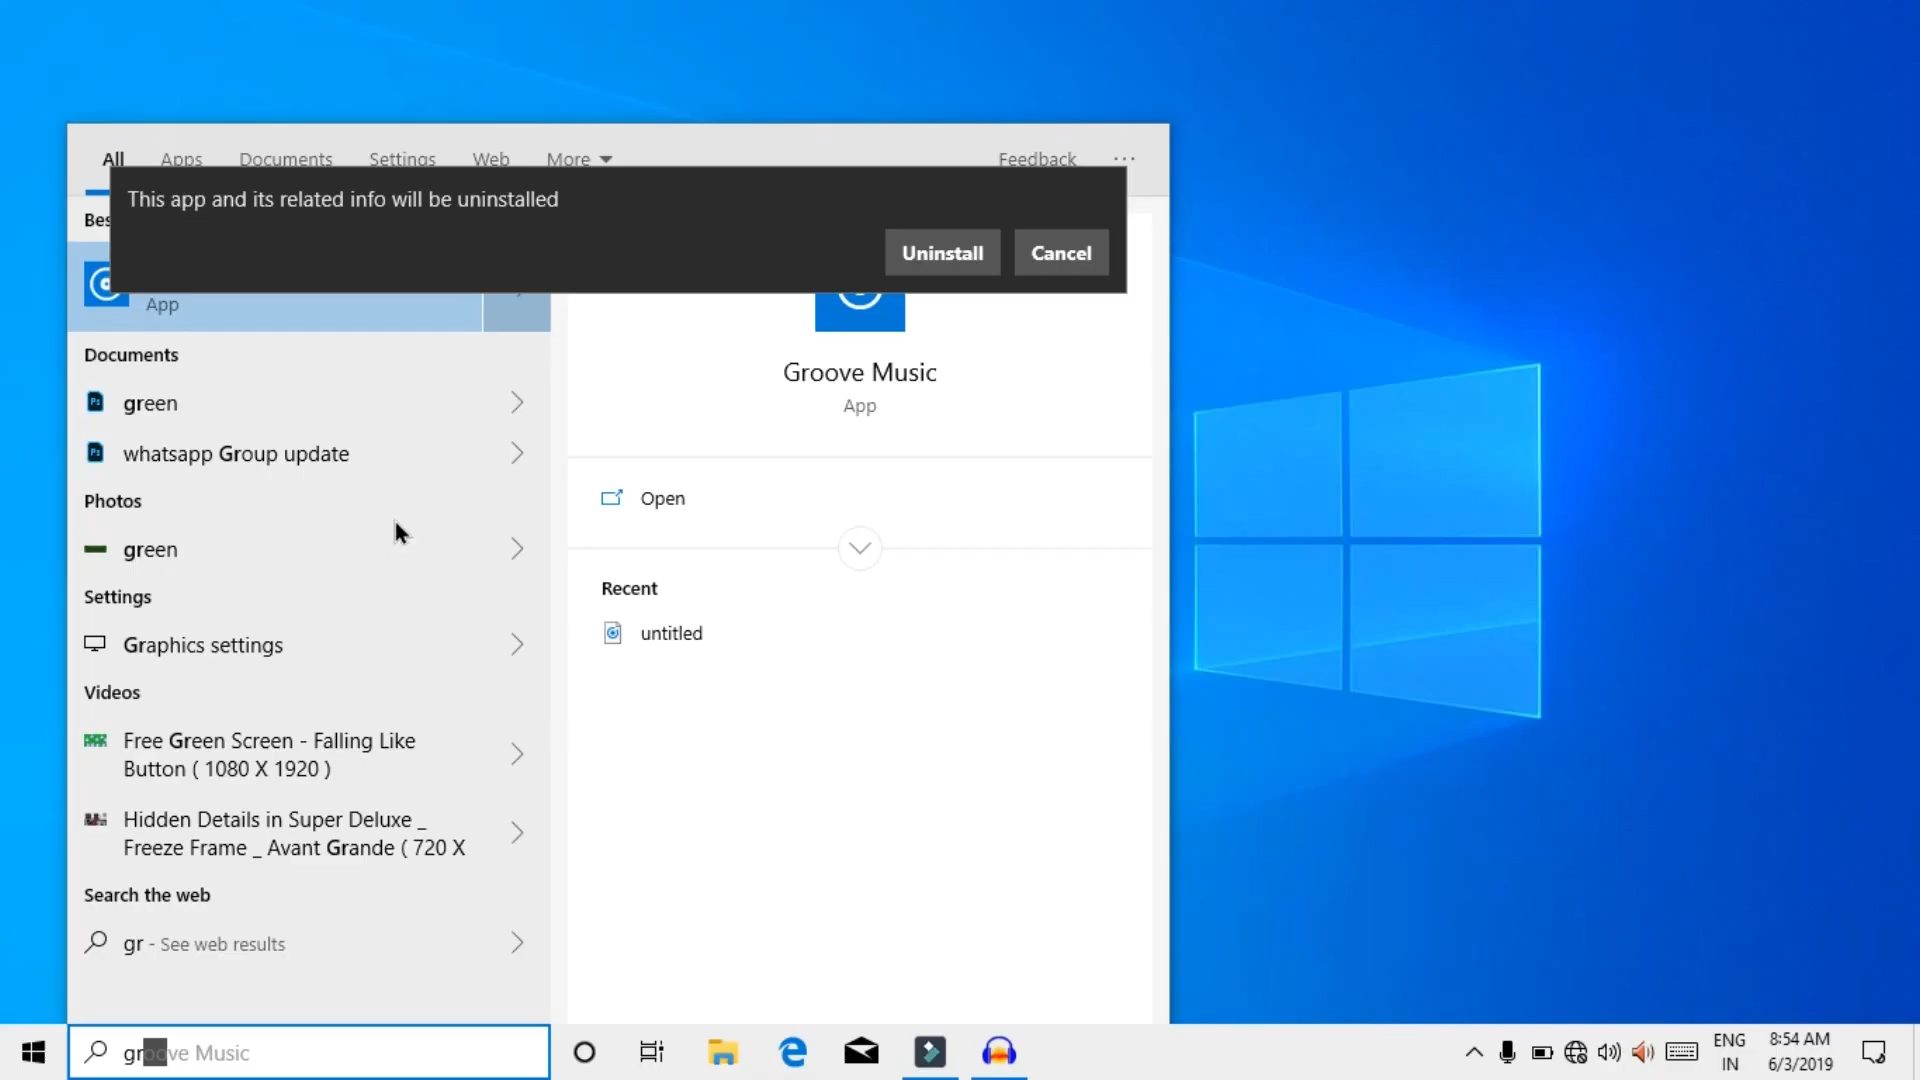 All Apps Documents Settings Web More Feedback ...
This app and its related info will be uninstalled
Bes
Uninstall Cancel
App
Documents
green
whatsapp Group update
Photos
green
Settings
Graphics settings
Videos
Free Green Screen - Falling Like
Button ( 1080 X 1920 )
Hidden Details in Super Deluxe _
Freeze Frame _ Avant Grande ( 720 X
Search the web
gr - See web results
Groove Music
App
Open
Recent
untitled
groove Music
ENG
IN
8:54 AM
6/3/2019